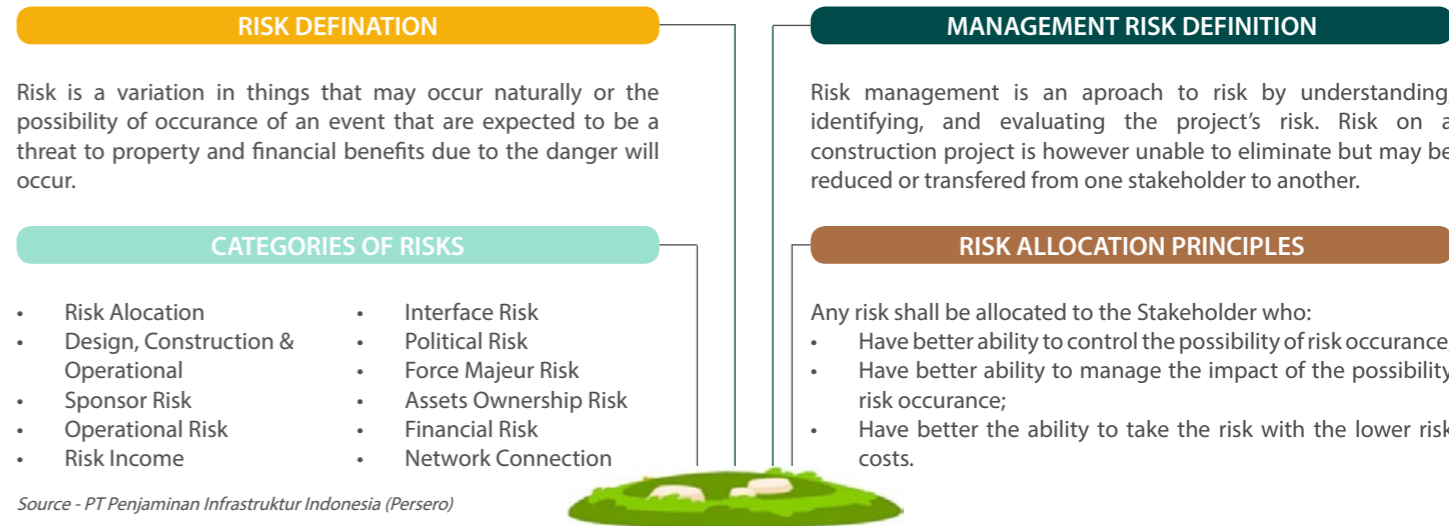 RISK DEFINATION
Risk is a variation in things that may occur naturally or the
possibility of occurance of an event that are expected to be a
threat to property and financial benefits due to the danger will
occur.
CATEGORIES OF RISKS
• Risk Alocation
• Design, Construction &
Operational
• Sponsor Risk
• Operational Risk
• Risk Income
• Interface Risk
• Political Risk
• Force Majeur Risk
• Assets Ownership Risk
• Financial Risk
• Network Connection
Source - PT Penjaminan Infrastruktur Indonesia (Persero)
MANAGEMENT RISK DEFINITION
Risk management is an aproach to risk by understanding,
identifying, and evaluating the project's risk. Risk on a
construction project is however unable to eliminate but may be
reduced or transfered from one stakeholder to another.
RISK ALLOCATION PRINCIPLES
Any risk shall be allocated to the Stakeholder who:
• Have better ability to control the possibility of risk occurance;
• Have better ability to manage the impact of the possibility
risk occurance;
• Have better the ability to take the risk with the lower risk
costs.